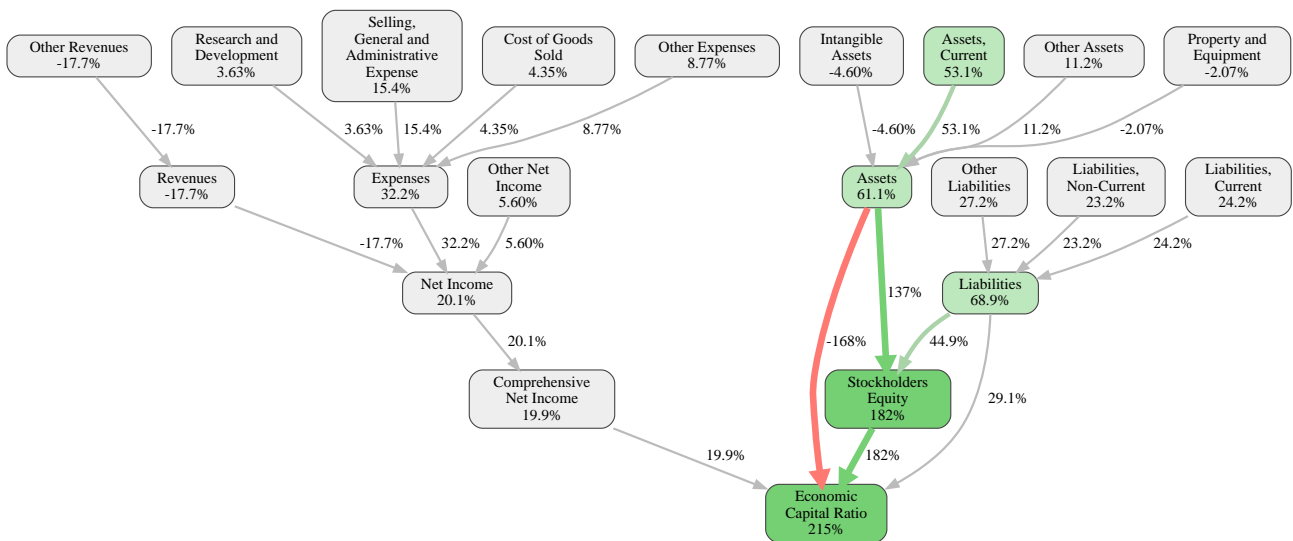 Other Revenues
-17.7%
Research and
Development
3.63%
Selling,
General and
Administrative
Expense
15.4%
Cost of Goods
Sold
4.35%
Other Expenses
8.77%
Intangible
Assets
-4.60%
Assets,
Current
53.1%
Other Assets
11.2%
Property and
Equipment
-2.07%
-17.7%
3.63%
15.4%
4.35%
8.77%
-4.60%
53.1%
11.2%
-2.07%
Revenues
-17.7%
Expenses
32.2%
Other Net
Income
5.60%
Assets
61.1%
Other
Liabilities
27.2%
Liabilities,
Non-Current
23.2%
Liabilities,
Current
24.2%
-17.7%
32.2%
5.60%
27.2%
23.2%
24.2%
Net Income
20.1%
137%
Liabilities
68.9%
20.1%
-168%
44.9%
Comprehensive
Net Income
19.9%
Stockholders
Equity
182%
29.1%
19.9%
182%
Economic
Capital Ratio
215%